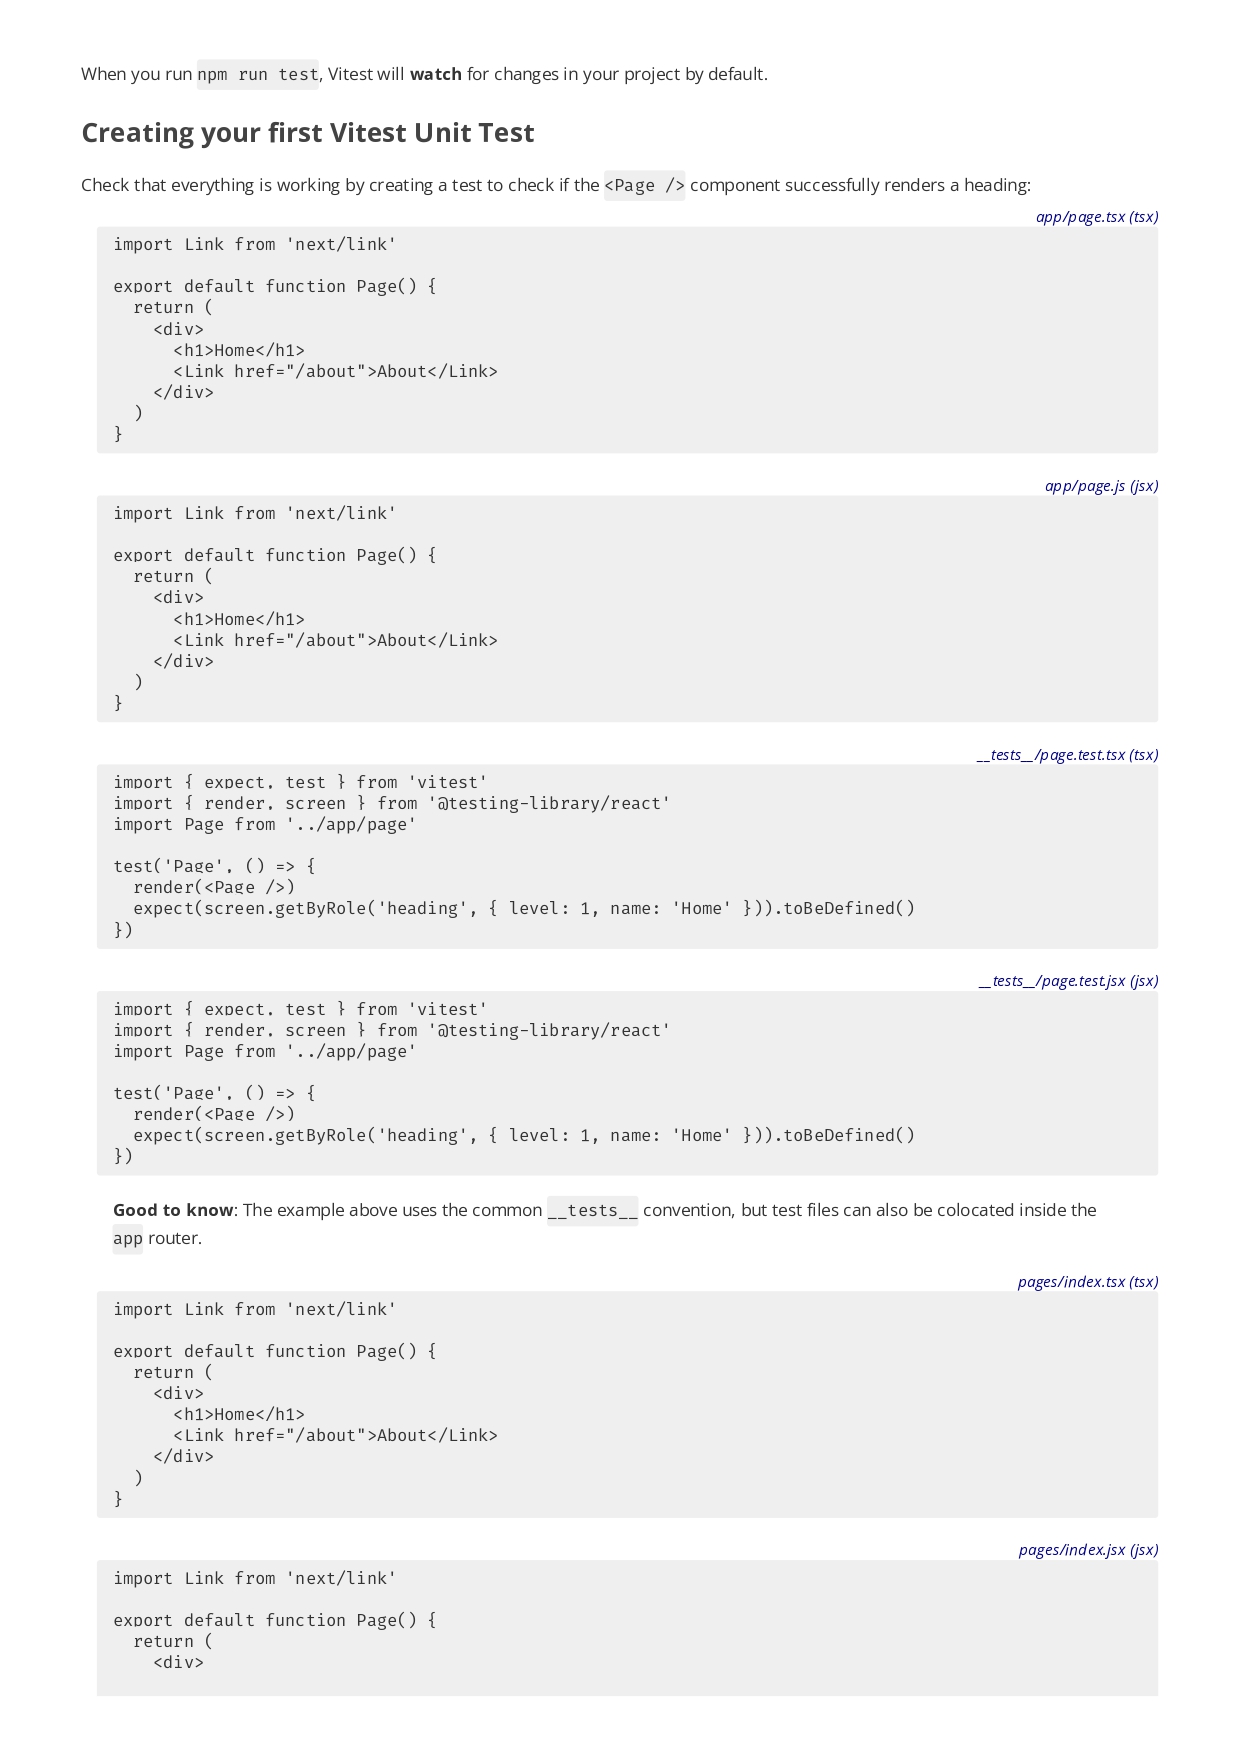 When you run npm run test, Vitest will watch for changes in your project by default.
Creating your first Vitest Unit Test
Check that everything is working by creating a test to check if the <Page /> component successfully renders a heading:
app/page.tsx (tsx)
import Link from 'next/link'

export default function Page() {
  return (
    <div>
      <h1>Home</h1>
      <Link href="/about">About</Link>
    </div>
  )
}
app/page.js (jsx)
import Link from 'next/link'

export default function Page() {
  return (
    <div>
      <h1>Home</h1>
      <Link href="/about">About</Link>
    </div>
  )
}
__tests__/page.test.tsx (tsx)
import { expect, test } from 'vitest'
import { render, screen } from '@testing-library/react'
import Page from '../app/page'

test('Page', () => {
  render(<Page />)
  expect(screen.getByRole('heading', { level: 1, name: 'Home' })).toBeDefined()
})
__tests__/page.test.jsx (jsx)
import { expect, test } from 'vitest'
import { render, screen } from '@testing-library/react'
import Page from '../app/page'

test('Page', () => {
  render(<Page />)
  expect(screen.getByRole('heading', { level: 1, name: 'Home' })).toBeDefined()
})
Good to know: The example above uses the common __tests__ convention, but test files can also be colocated inside the
app router.
pages/index.tsx (tsx)
import Link from 'next/link'

export default function Page() {
  return (
    <div>
      <h1>Home</h1>
      <Link href="/about">About</Link>
    </div>
  )
}
pages/index.jsx (jsx)
import Link from 'next/link'

export default function Page() {
  return (
    <div>